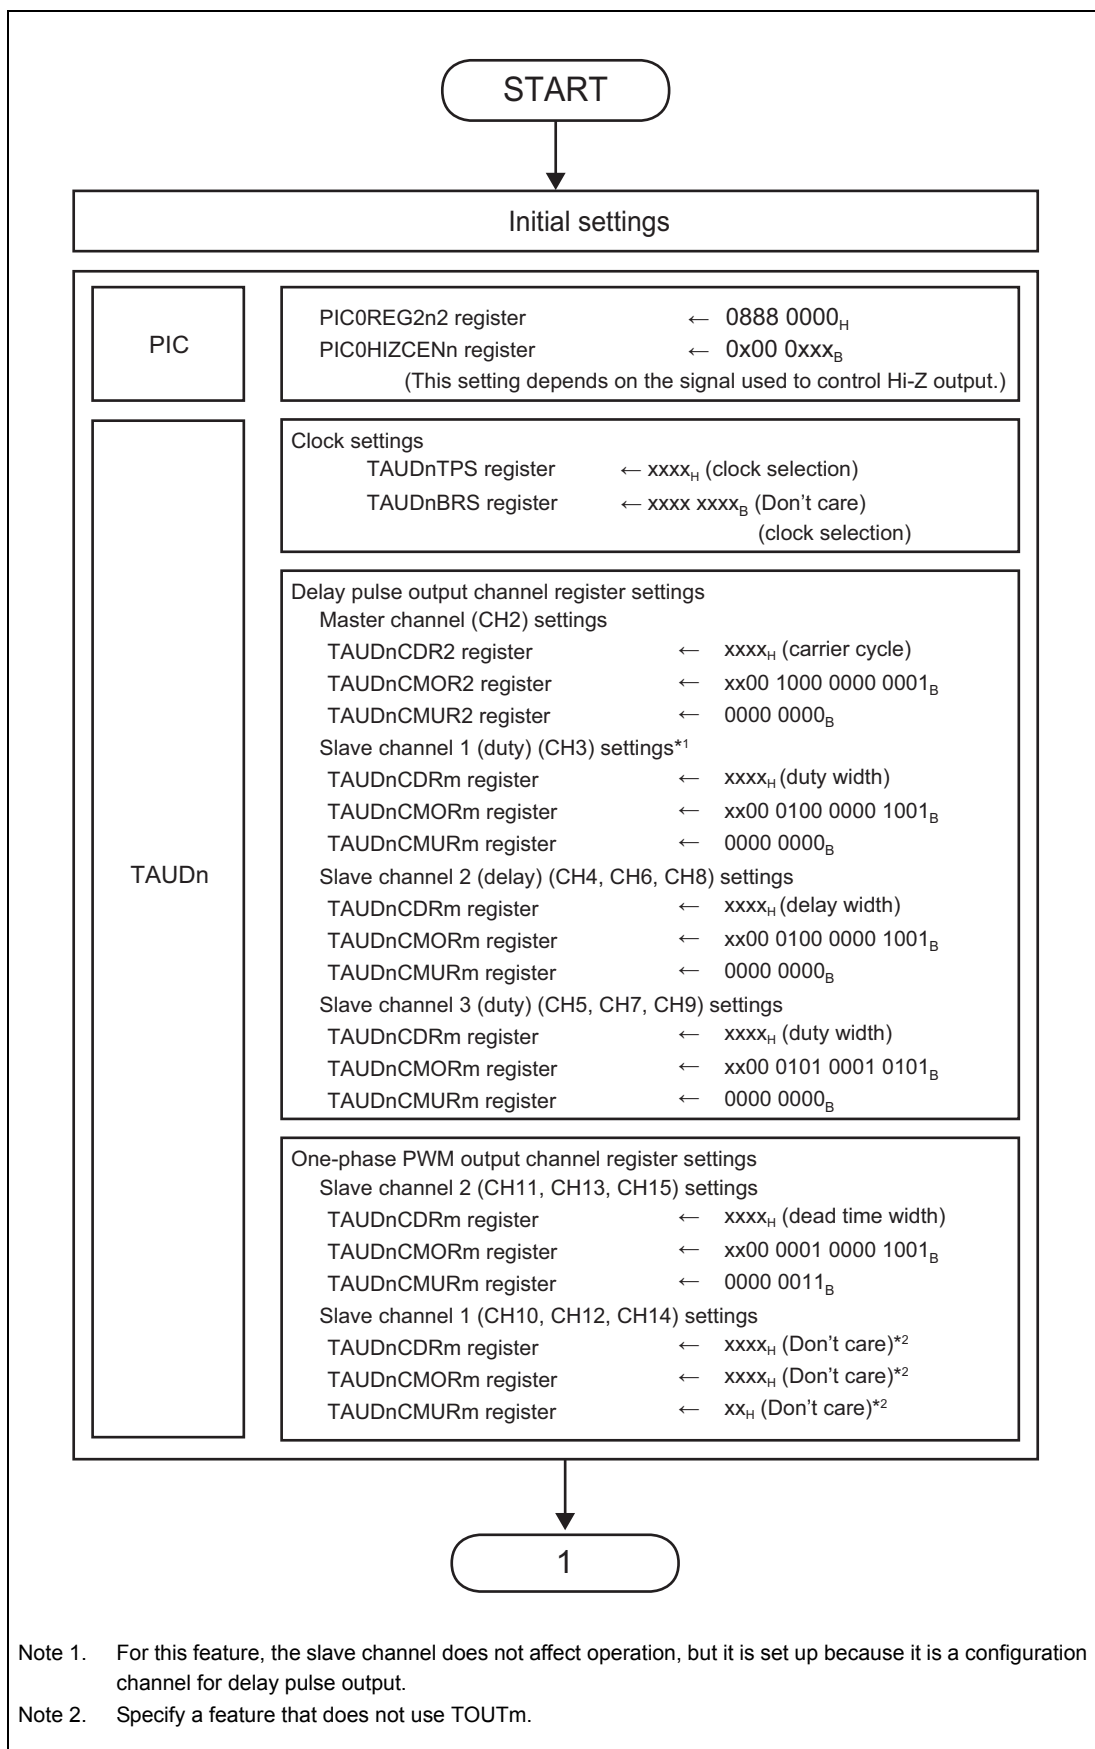 START
Initial settings
PIC
PIC0REG2n2 register ← 0888 0000H
PIC0HIZCENn register ← 0x00 0xxxB
(This setting depends on the signal used to control Hi-Z output.)
TAUDn
Clock settings
TAUDnTPS register ← xxxxH (clock selection)
TAUDnBRS register ← xxxx xxxxB (Don't care)
(clock selection)
Delay pulse output channel register settings
Master channel (CH2) settings
TAUDnCDR2 register ← xxxxH (carrier cycle)
TAUDnCMOR2 register ← xx00 1000 0000 0001B
TAUDnCMUR2 register ← 0000 0000B
Slave channel 1 (duty) (CH3) settings*1
TAUDnCDRm register ← xxxxH (duty width)
TAUDnCMORm register ← xx00 0100 0000 1001B
TAUDnCMURm register ← 0000 0000B
Slave channel 2 (delay) (CH4, CH6, CH8) settings
TAUDnCDRm register ← xxxxH (delay width)
TAUDnCMORm register ← xx00 0100 0000 1001B
TAUDnCMURm register ← 0000 0000B
Slave channel 3 (duty) (CH5, CH7, CH9) settings
TAUDnCDRm register ← xxxxH (duty width)
TAUDnCMORm register ← xx00 0101 0001 0101B
TAUDnCMURm register ← 0000 0000B
One-phase PWM output channel register settings
Slave channel 2 (CH11, CH13, CH15) settings
TAUDnCDRm register ← xxxxH (dead time width)
TAUDnCMORm register ← xx00 0001 0000 1001B
TAUDnCMURm register ← 0000 0011B
Slave channel 1 (CH10, CH12, CH14) settings
TAUDnCDRm register ← xxxxH (Don't care)*2
TAUDnCMORm register ← xxxxH (Don't care)*2
TAUDnCMURm register ← xxH (Don't care)*2
1
Note 1. For this feature, the slave channel does not affect operation, but it is set up because it is a configuration
channel for delay pulse output.
Note 2. Specify a feature that does not use TOUTm.